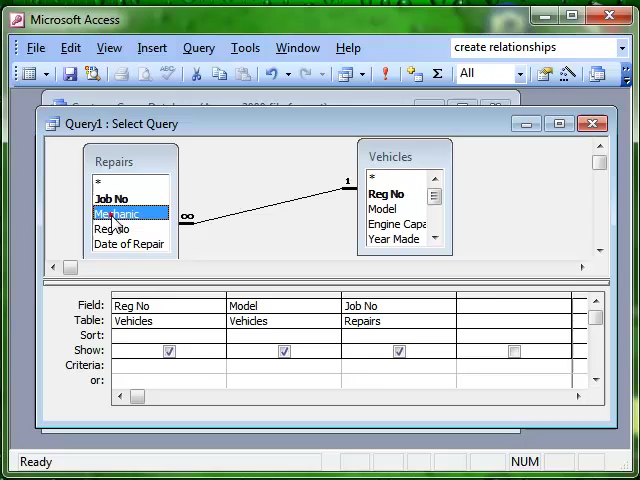 Microsoft Access
File Edit View Insert Query Tools Window Help create relationships
Σ All
Query1 : Select Query
Repairs
*
Job No
Mechanic
Reg No
Date of Repair
∞
1
Vehicles
*
Reg No
Model
Engine Capa
Year Made
Field: Reg No Model Job No
Table: Vehicles Vehicles Repairs
Sort:
Show:
Criteria:
or:
Ready NUM